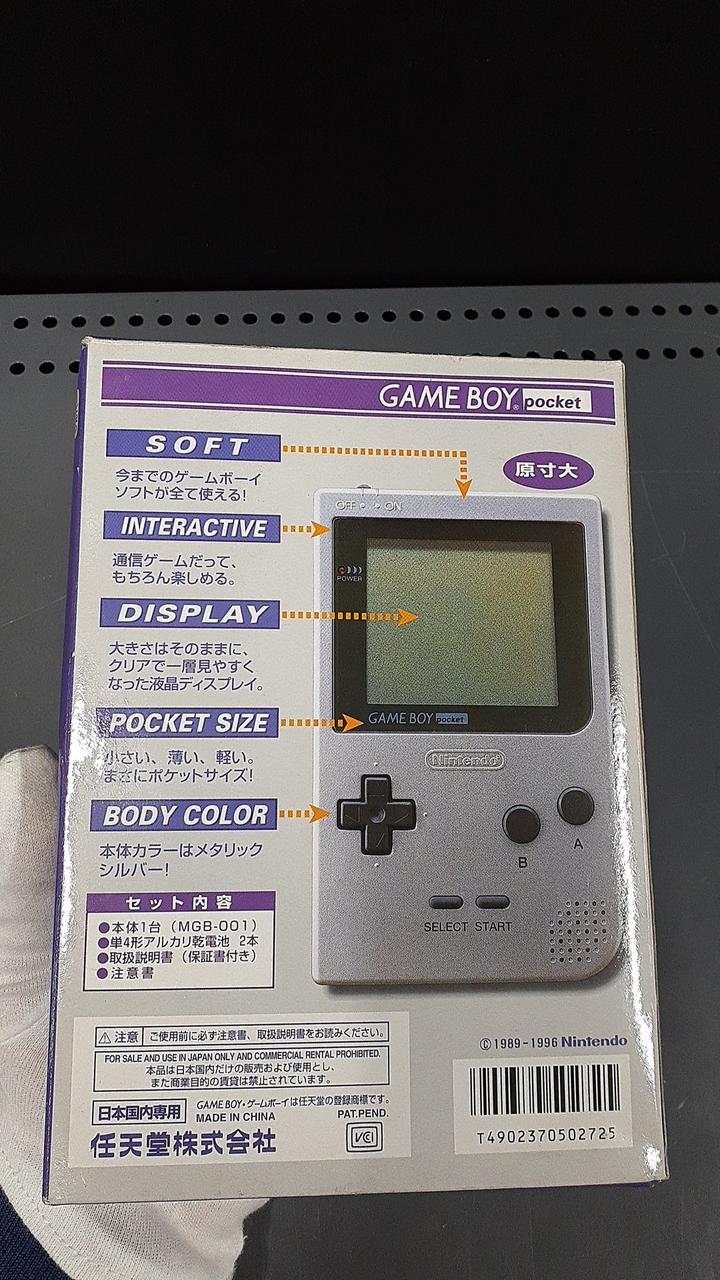 GAME BOY® pocket
SOFT
今までのゲームボーイ
ソフトが全て使える!
INTERACTIVE
通信ゲームだって、
もちろん楽しめる。
DISPLAY
大きさはそのままに、
クリアで一層見やすく
なった液晶ディスプレイ。
POCKET SIZE
小さい、薄い、軽い。
まさにポケットサイズ!
BODY COLOR
本体カラーはメタリック
シルバー!
セット内容
●本体1台(MGB-001)
●単4形アルカリ乾電池 2本
●取扱説明書(保証書付き)
●注意書
原寸大
OFF ON
POWER
GAME BOY pocket
Nintendo
B
A
SELECT START
⚠注意 ご使用前に必ず注意書、取扱説明書をお読みください。
FOR SALE AND USE IN JAPAN ONLY AND COMMERCIAL RENTAL PROHIBITED.
本品は日本国内だけの販売および使用とし、
また商業目的の賃貸は禁止されています。
日本国内専用
GAME BOY・ゲームボーイは任天堂の登録商標です。
MADE IN CHINA PAT.PEND.
任天堂株式会社
VCI
©1989-1996 Nintendo
T4902370502725